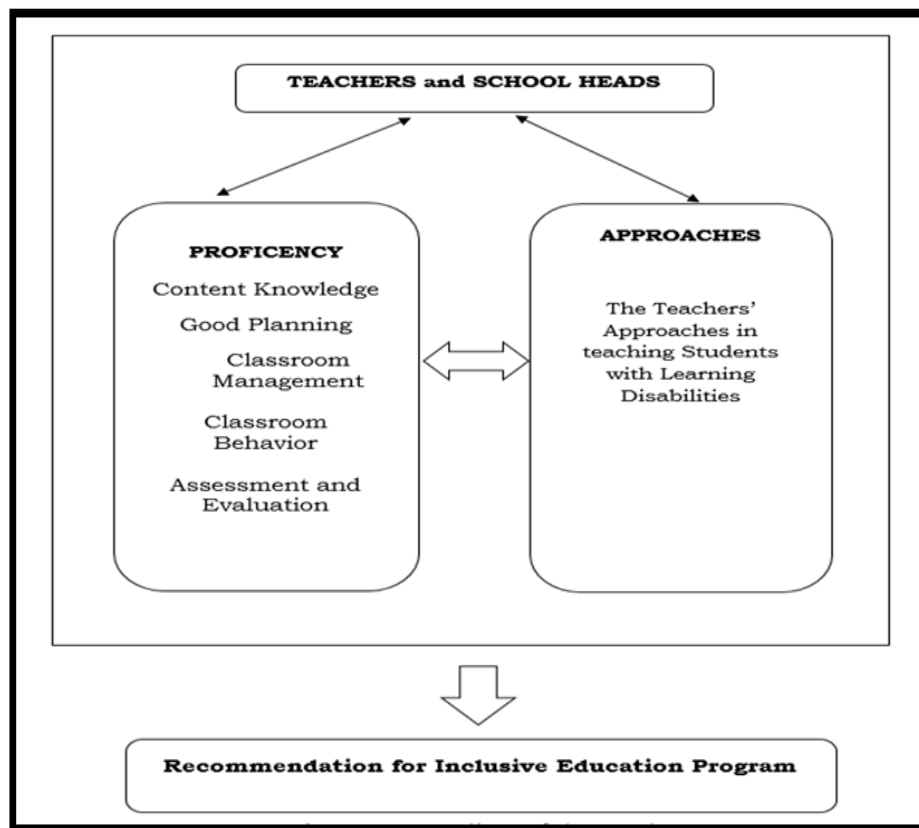 TEACHERS and SCHOOL HEADS
PROFICENCY
Content Knowledge
Good Planning
Classroom
Management
Classroom
Behavior
Assessment and
Evaluation
APPROACHES
The Teachers’
Approaches in
teaching Students
with Learning
Disabilities
Recommendation for Inclusive Education Program